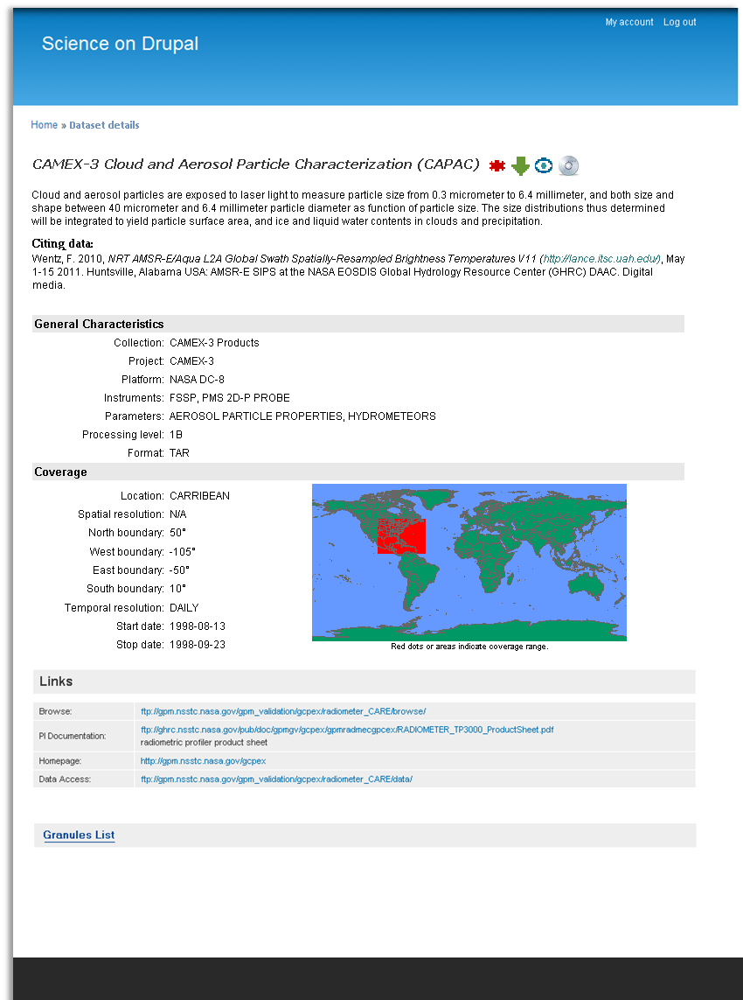 My account Log out
Science on Drupal
Home » Dataset details
CAMEX-3 Cloud and Aerosol Particle Characterization (CAPAC)
Cloud and aerosol particles are exposed to laser light to measure particle size from 0.3 micrometer to 6.4 millimeter, and both size and
shape between 40 micrometer and 6.4 millimeter particle diameter as function of particle size. The size distributions thus determined
will be integrated to yield particle surface area, and ice and liquid water contents in clouds and precipitation.
Citing data:
Wentz, F. 2010, NRT AMSR-E/Aqua L2A Global Swath Spatially-Resampled Brightness Temperatures V11 (http://lance.itsc.uah.edu/), May
1-15 2011. Huntsville, Alabama USA: AMSR-E SIPS at the NASA EOSDIS Global Hydrology Resource Center (GHRC) DAAC. Digital
media.
General Characteristics
Collection: CAMEX-3 Products
Project: CAMEX-3
Platform: NASA DC-8
Instruments: FSSP, PMS 2D-P PROBE
Parameters: AEROSOL PARTICLE PROPERTIES, HYDROMETEORS
Processing level: 1B
Format: TAR
Coverage
Location: CARRIBEAN
Spatial resolution: N/A
North boundary: 50°
West boundary: -105°
East boundary: -50°
South boundary: 10°
Temporal resolution: DAILY
Start date: 1998-08-13
Stop date: 1998-09-23
Red dots or areas indicate coverage range.
Links
Browse: ftp://gpm.nsstc.nasa.gov/gpm_validation/gcpex/radiometer_CARE/browse/
PI Documentation: ftp://ghrc.nsstc.nasa.gov/pub/doc/gpmgv/gcpex/gpmradmecgpcex/RADIOMETER_TP3000_ProductSheet.pdf
radiometric profiler product sheet
Homepage: http://gpm.nsstc.nasa.gov/gcpex
Data Access: ftp://gpm.nsstc.nasa.gov/gpm_validation/gcpex/radiometer_CARE/data/
Granules List